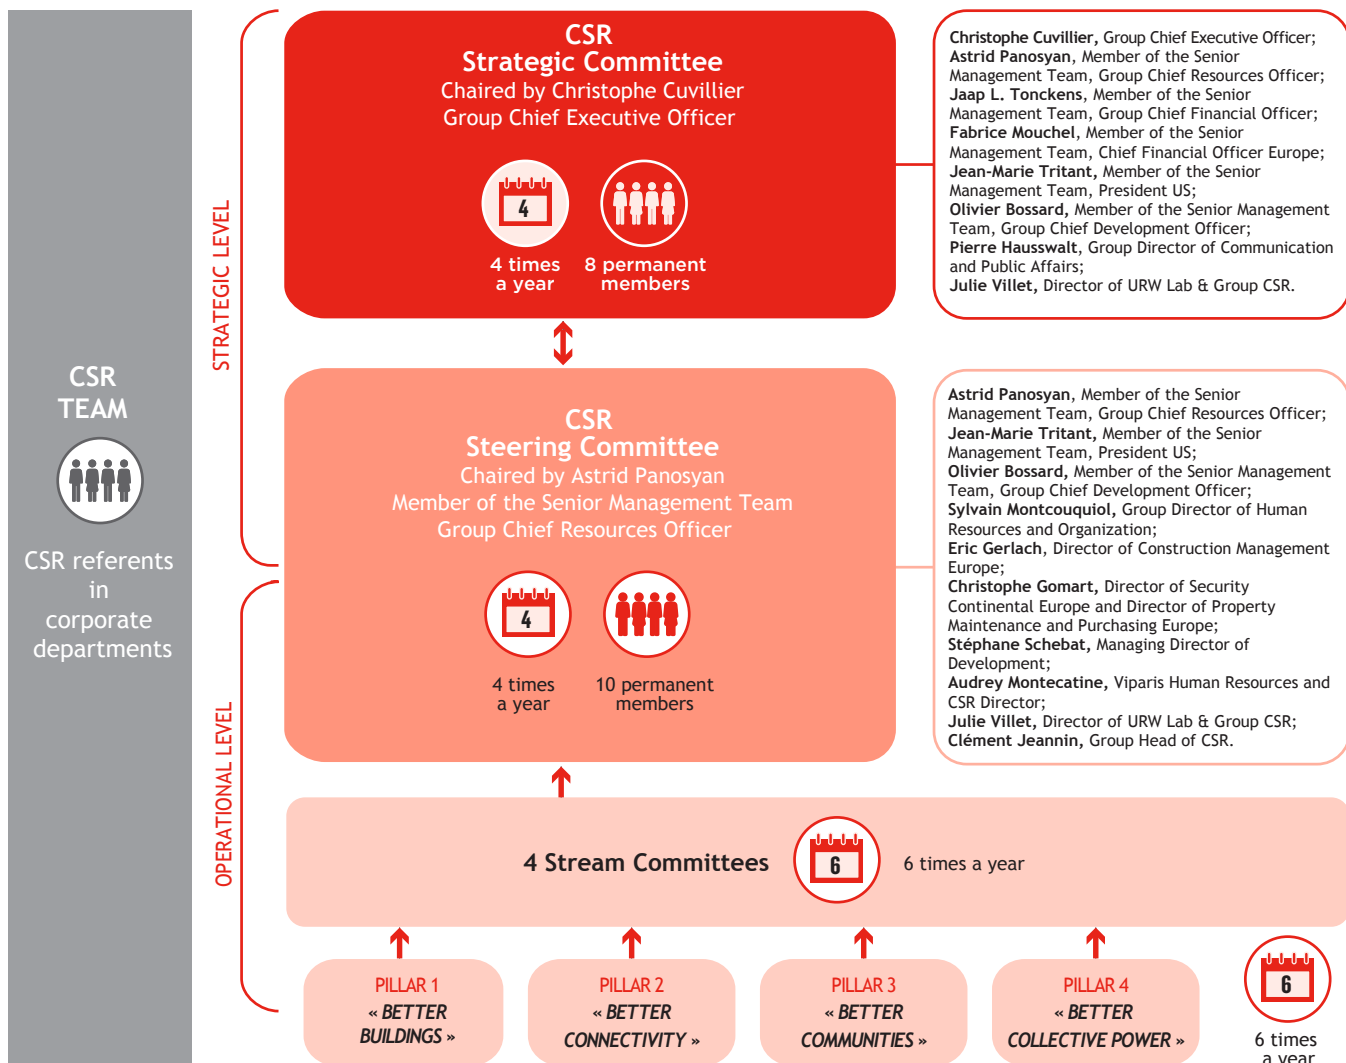 CSR
TEAM
CSR referents
in
corporate
departments
STRATEGIC LEVEL
OPERATIONAL LEVEL
CSR
Strategic Committee
Chaired by Christophe Cuvillier
Group Chief Executive Officer
4
4 times
a year
8 permanent
members
Christophe Cuvillier, Group Chief Executive Officer;
Astrid Panosyan, Member of the Senior
Management Team, Group Chief Resources Officer;
Jaap L. Tonckens, Member of the Senior
Management Team, Group Chief Financial Officer;
Fabrice Mouchel, Member of the Senior
Management Team, Chief Financial Officer Europe;
Jean-Marie Tritant, Member of the Senior
Management Team, President US;
Olivier Bossard, Member of the Senior Management
Team, Group Chief Development Officer;
Pierre Hausswalt, Group Director of Communication
and Public Affairs;
Julie Villet, Director of URW Lab & Group CSR.
CSR
Steering Committee
Chaired by Astrid Panosyan
Member of the Senior Management Team
Group Chief Resources Officer
4
4 times
a year
10 permanent
members
Astrid Panosyan, Member of the Senior
Management Team, Group Chief Resources Officer;
Jean-Marie Tritant, Member of the Senior
Management Team, President US;
Olivier Bossard, Member of the Senior Management
Team, Group Chief Development Officer;
Sylvain Montcouquiol, Group Director of Human
Resources and Organization;
Eric Gerlach, Director of Construction Management
Europe;
Christophe Gomart, Director of Security
Continental Europe and Director of Property
Maintenance and Purchasing Europe;
Stéphane Schebat, Managing Director of
Development;
Audrey Montecatine, Viparis Human Resources and
CSR Director;
Julie Villet, Director of URW Lab & Group CSR;
Clément Jeannin, Group Head of CSR.
4 Stream Committees
6
6 times a year
PILLAR 1
« BETTER
BUILDINGS »
PILLAR 2
« BETTER
CONNECTIVITY »
PILLAR 3
« BETTER
COMMUNITIES »
PILLAR 4
« BETTER
COLLECTIVE POWER »
6
6 times
a year